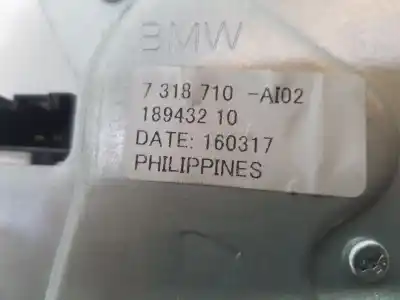 BMW
7 318 710 -AI02
189432 10
DATE: 160317
PHILIPPINES